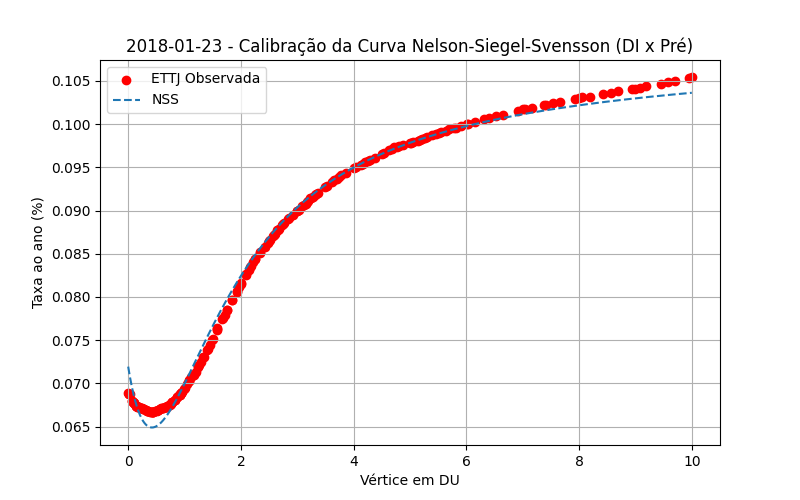 2018-01-23 - Calibração da Curva Nelson-Siegel-Svensson (DI x Pré)
ETTJ Observada
NSS
Taxa ao ano (%)
0.105
0.100
0.095
0.090
0.085
0.080
0.075
0.070
0.065
0 2 4 6 8 10
Vértice em DU